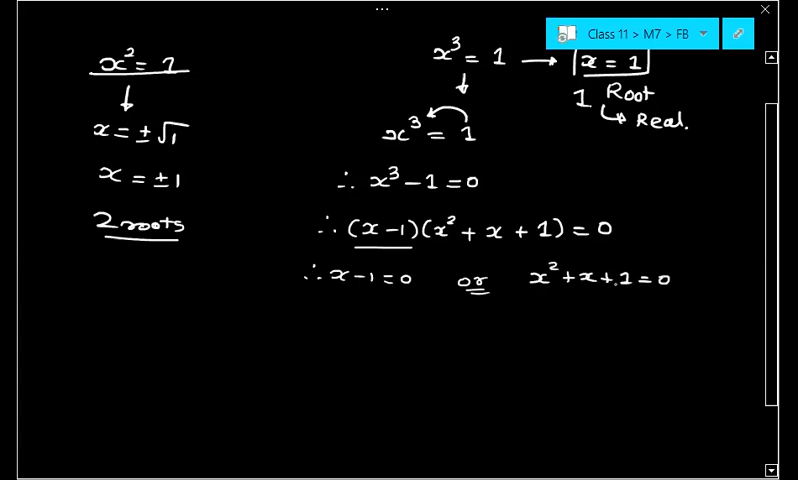 ...
Class 11 > M7 > FB
x² = 1
x = ±√1
x = ±1
2 roots
x³ = 1 → x = 1
1 Root
↳ Real.
x³ = 1
∴ x³ − 1 = 0
∴ (x − 1)(x² + x + 1) = 0
∴ x − 1 = 0 or x² + x + 1 = 0